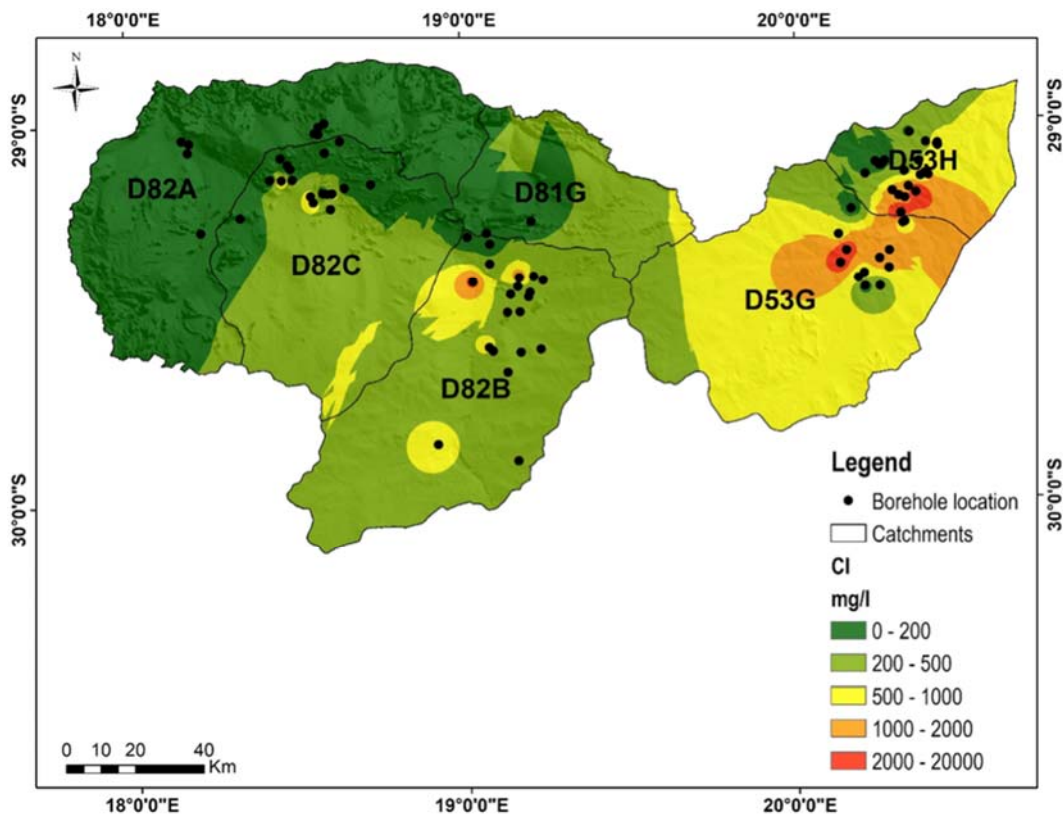 18°0'0"E 19°0'0"E 20°0'0"E
N
29°0'0"S 29°0'0"S
D53H
D82A D81G
D82C
D53G
D82B
Legend
Borehole location
Catchments
30°0'0"S 30°0'0"S
Cl
mg/l
0 - 200
200 - 500
500 - 1000
1000 - 2000
2000 - 20000
0 10 20 40
Km
18°0'0"E 19°0'0"E 20°0'0"E